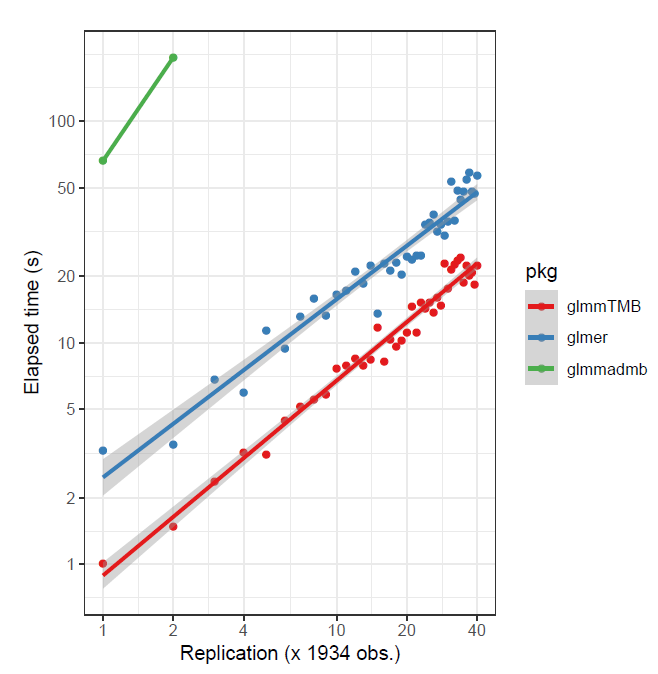 Elapsed time (s)
100
50
20
10
5
2
1
1 2 4 10 20 40
Replication (x 1934 obs.)
pkg
glmmTMB
glmer
glmmadmb